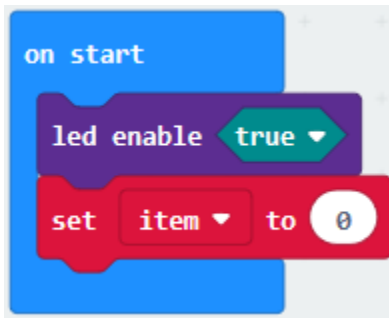 on start
led enable true
set item to 0